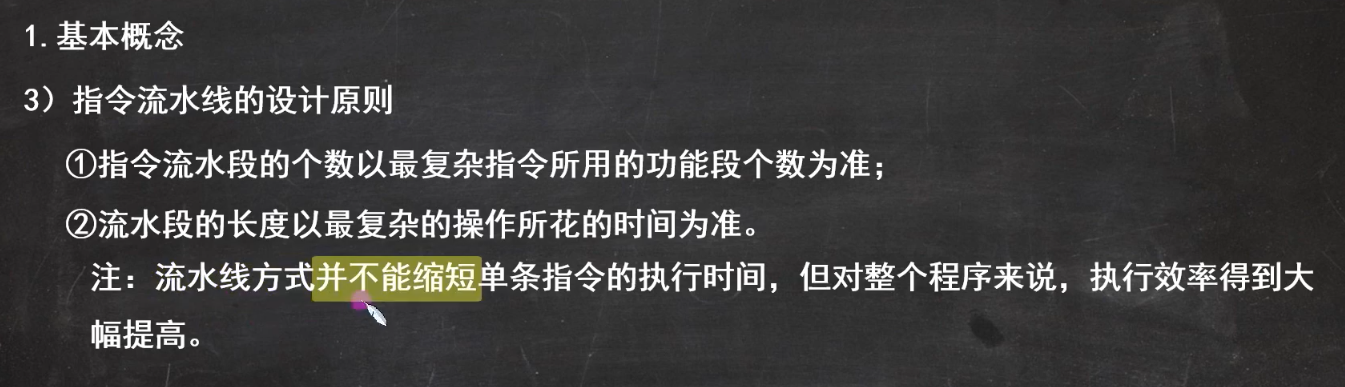 1.基本概念
3）指令流水线的设计原则
①指令流水段的个数以最复杂指令所用的功能段个数为准；
②流水段的长度以最复杂的操作所花的时间为准。
注：流水线方式并不能缩短单条指令的执行时间，但对整个程序来说，执行效率得到大
幅提高。